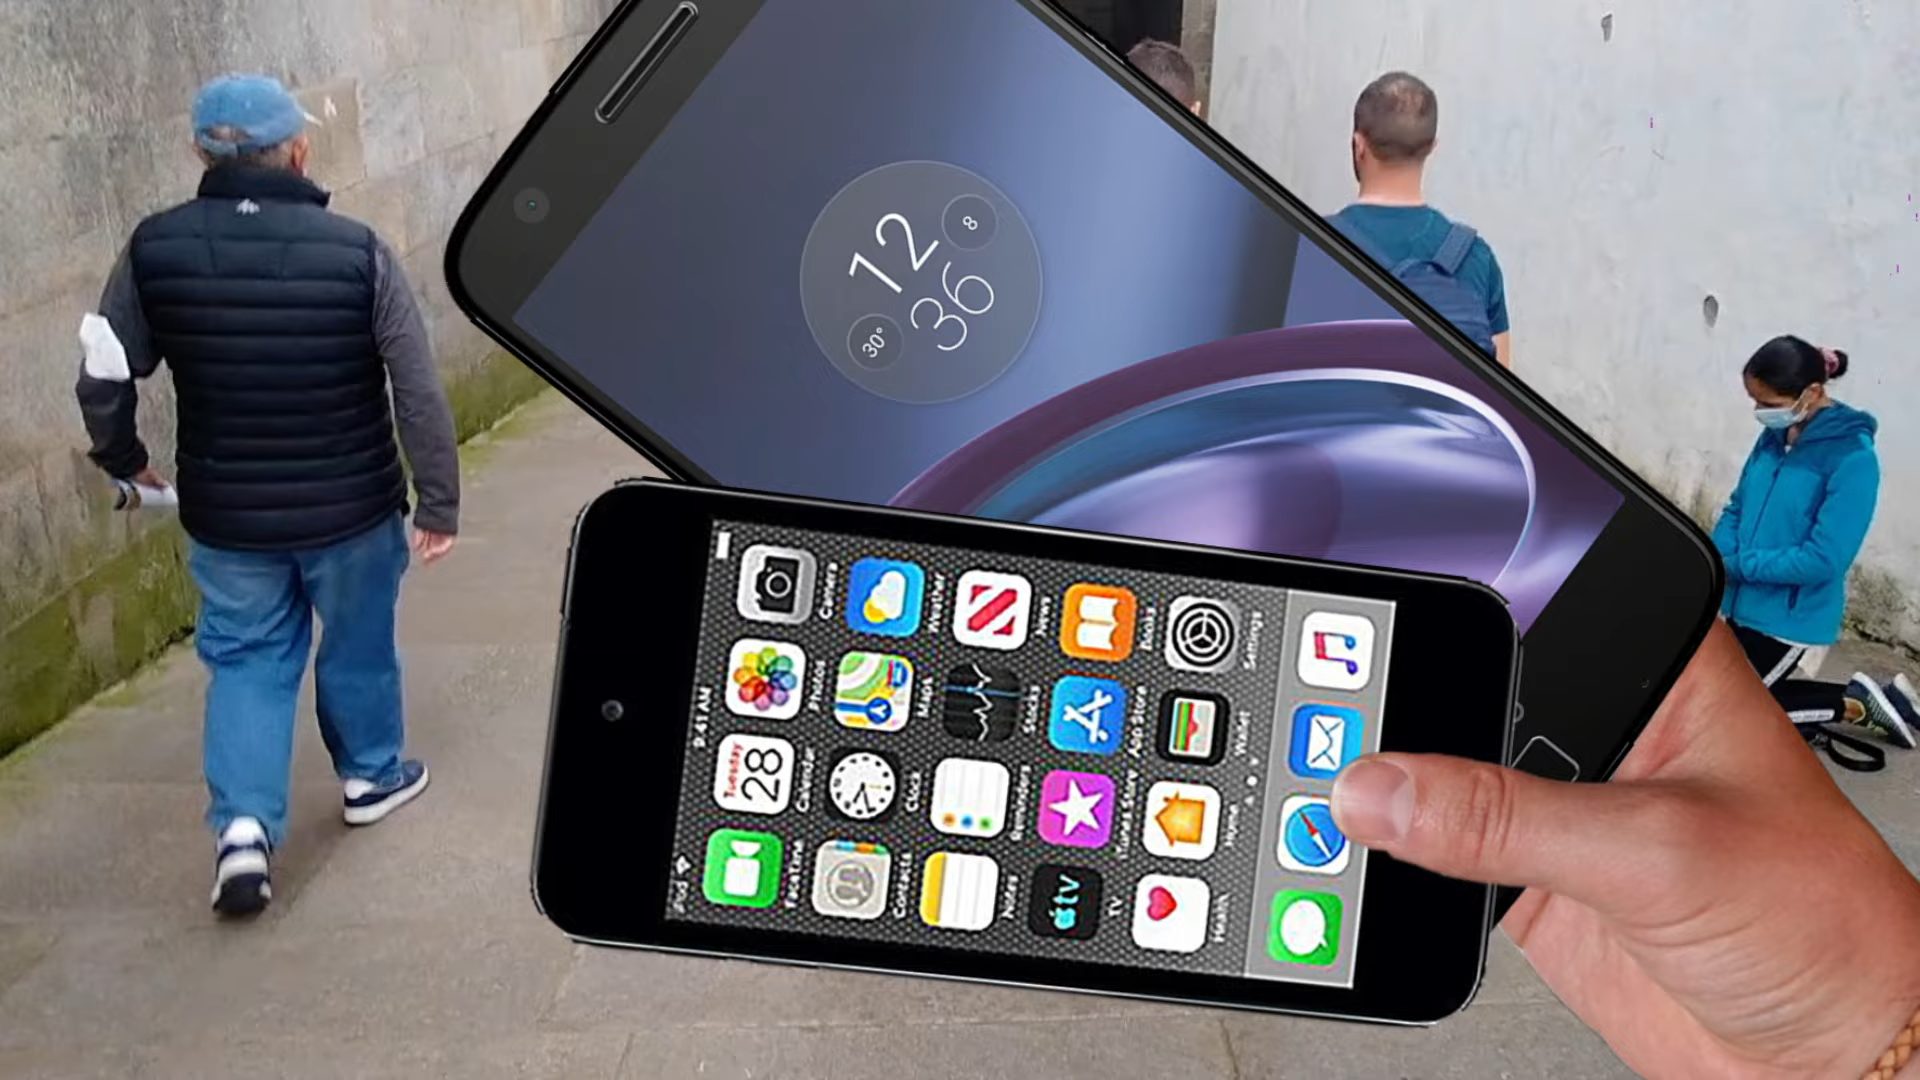 12
8
36
30°
iPod
9:41 AM
FaceTime
Tuesday
28
Calendar
Photos
Camera
Contacts
Clock
Maps
Weather
Notes
Reminders
Stocks
News
tv
TV
iTunes Store
App Store
Books
Health
Home
Wallet
Settings